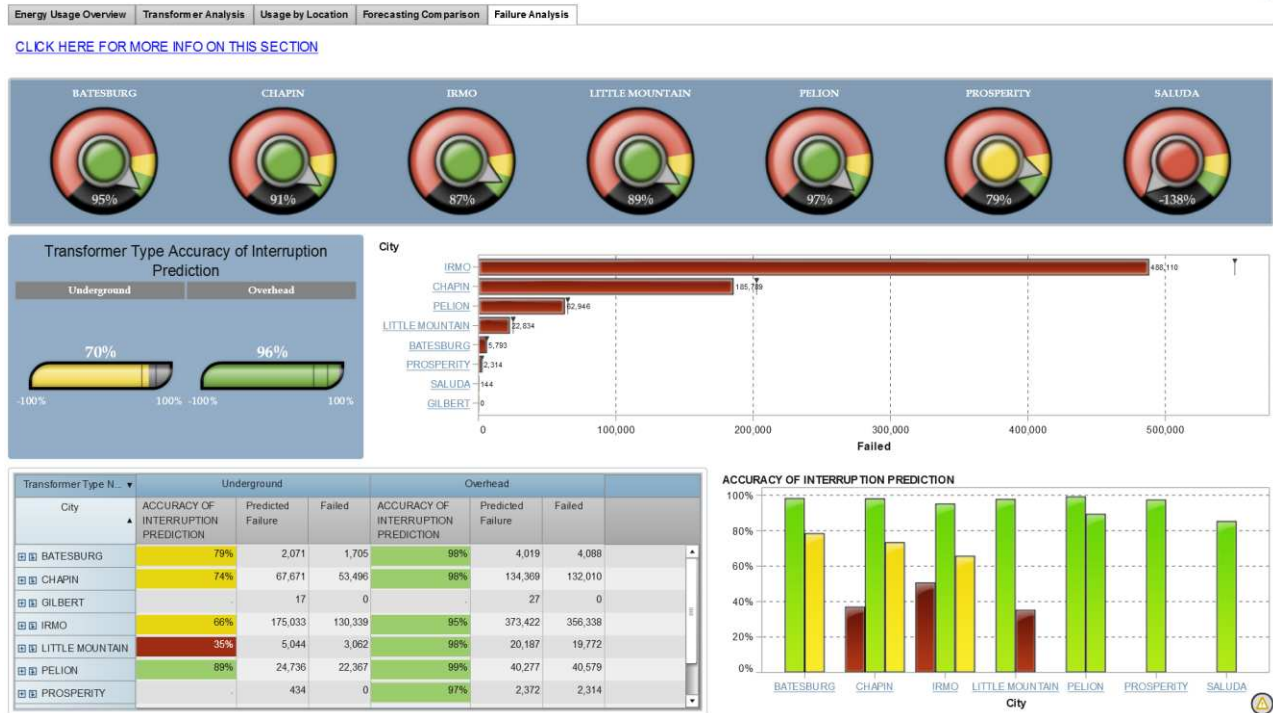 Energy Usage Overview Transformer Analysis Usage by Location Forecasting Comparison Failure Analysis
CLICK HERE FOR MORE INFO ON THIS SECTION
BATESBURG CHAPIN IRMO LITTLE MOUNTAIN PELION PROSPERITY SALUDA
95% 91% 87% 89% 97% 79% -138%
Transformer Type Accuracy of Interruption
Prediction
Underground Overhead
70% 96%
-100% 100% -100% 100%
City
IRMO 488,110
CHAPIN 185,789
PELION 62,946
LITTLE MOUNTAIN 22,834
BATESBURG 5,793
PROSPERITY 2,314
SALUDA 144
GILBERT 0
0 100,000 200,000 300,000 400,000 500,000
Failed
Transformer Type N... Underground Overhead
City ACCURACY OF INTERRUPTION PREDICTION Predicted Failure Failed ACCURACY OF INTERRUPTION PREDICTION Predicted Failure Failed
BATESBURG 79% 2,071 1,705 98% 4,019 4,088
CHAPIN 74% 67,671 53,496 98% 134,369 132,010
GILBERT . 17 0 . 27 0
IRMO 66% 175,033 130,339 95% 373,422 356,338
LITTLE MOUNTAIN 35% 5,044 3,062 98% 20,187 19,772
PELION 89% 24,736 22,367 99% 40,277 40,579
PROSPERITY . 434 0 97% 2,372 2,314
ACCURACY OF INTERRUPTION PREDICTION
100%
80%
60%
40%
20%
0%
BATESBURG CHAPIN IRMO LITTLE MOUNTAIN PELION PROSPERITY SALUDA
City